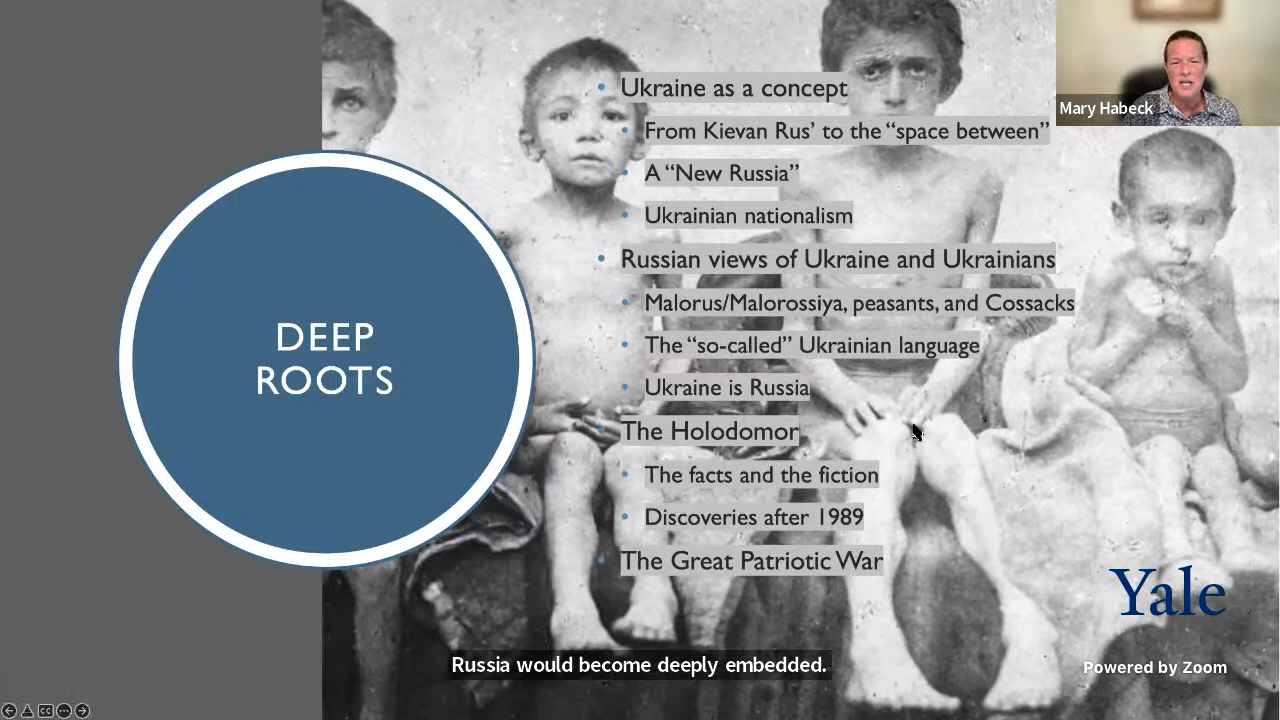 Mary Habeck
DEEP
ROOTS
Ukraine as a concept
From Kievan Rus’ to the “space between”
A “New Russia”
Ukrainian nationalism
Russian views of Ukraine and Ukrainians
Malorus/Malorossiya, peasants, and Cossacks
The “so-called” Ukrainian language
Ukraine is Russia
The Holodomor
The facts and the fiction
Discoveries after 1989
The Great Patriotic War
Yale
Powered by Zoom
Russia would become deeply embedded.
CC